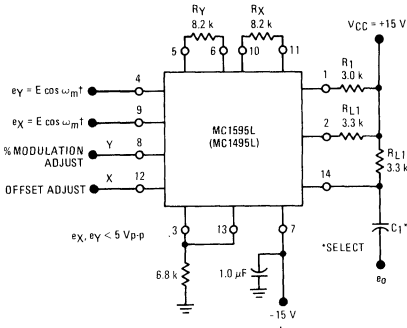 RY
8.2 k
RX
8.2 k
VCC = +15 V
5
6
10
11
4
eY = E cos ωm†
9
eX = E cos ωm†
8
%MODULATION
ADJUST
Y
12
OFFSET ADJUST
X
MC1595L
(MC1495L)
1
R1
3.0 k
2
RL1
3.3 k
RL1
3.3 k
14
C1*
*SELECT
eo
eX, eY < 5 Vp-p
3
13
7
6.8 k
1.0 μF
-15 V